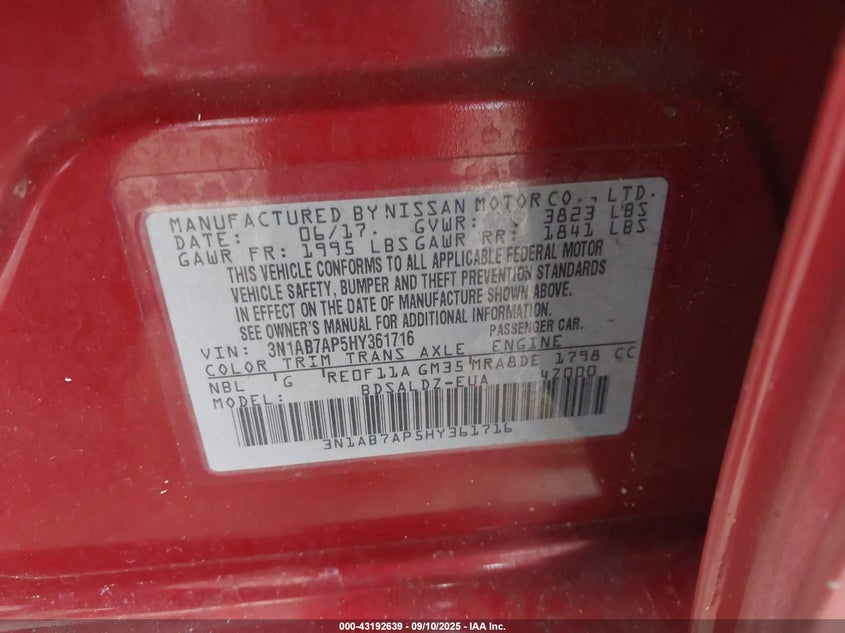 MANUFACTURED BY NISSAN MOTOR CO., LTD.
DATE: 06/17. GVWR: 3823 LBS
GAWR FR: 1995 LBS GAWR RR: 1841 LBS
THIS VEHICLE CONFORMS TO ALL APPLICABLE FEDERAL MOTOR
VEHICLE SAFETY, BUMPER AND THEFT PREVENTION STANDARDS
IN EFFECT ON THE DATE OF MANUFACTURE SHOWN ABOVE.
SEE OWNER'S MANUAL FOR ADDITIONAL INFORMATION.
VIN: 3N1AB7AP5HY361716 PASSENGER CAR.
COLOR TRIM TRANS AXLE ENGINE
NBL G RE0F11A GM35 MRA8DE 1798 CC
MODEL: BDSALDZ-EUA 4Z000
3N1AB7AP5HY361716
000-43192639 - 09/10/2025 - IAA Inc.